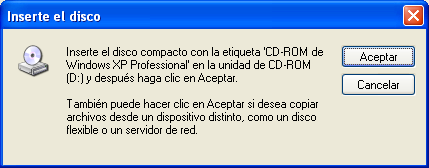 Inserte el disco
Inserte el disco compacto con la etiqueta 'CD-ROM de
Windows XP Professional' en la unidad de CD-ROM
(D:) y después haga clic en Aceptar.
También puede hacer clic en Aceptar si desea copiar
archivos desde un dispositivo distinto, como un disco
flexible o un servidor de red.
Aceptar
Cancelar